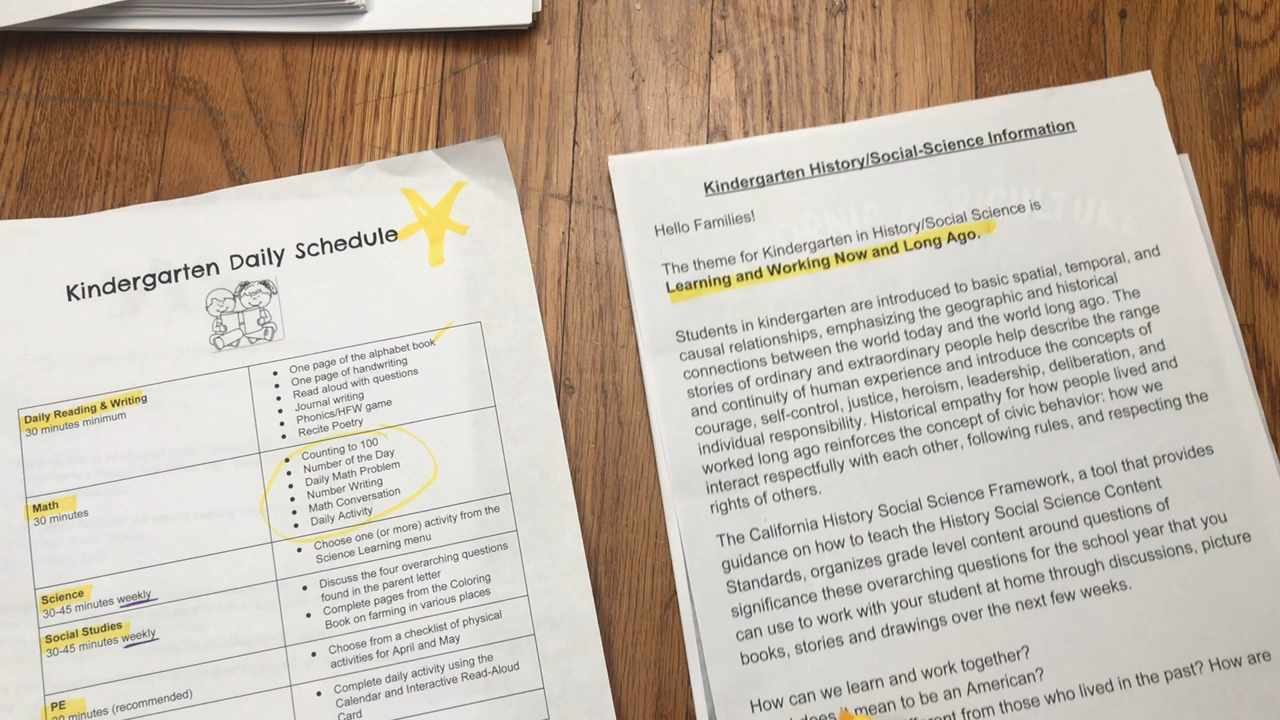 Kindergarten Daily Schedule
Daily Reading & Writing
30 minutes minimum
One page of the alphabet book
One page of handwriting
Read aloud with questions
Journal writing
Phonics/HFW game
Recite Poetry
Math
30 minutes
Counting to 100
Number of the Day
Daily Math Problem
Number Writing
Math Conversation
Daily Activity
Science
30-45 minutes weekly
Choose one (or more) activity from the
Science Learning menu
Social Studies
30-45 minutes weekly
Discuss the four overarching questions
found in the parent letter
Complete pages from the Coloring
Book on farming in various places
PE
minutes (recommended)
Choose from a checklist of physical
activities for April and May
Complete daily activity using the
Calendar and Interactive Read-Aloud
Card
Kindergarten History/Social-Science Information
Hello Families!
The theme for Kindergarten in History/Social Science is
Learning and Working Now and Long Ago.
Students in kindergarten are introduced to basic spatial, temporal, and
causal relationships, emphasizing the geographic and historical
connections between the world today and the world long ago. The
stories of ordinary and extraordinary people help describe the range
and continuity of human experience and introduce the concepts of
courage, self-control, justice, heroism, leadership, deliberation, and
individual responsibility. Historical empathy for how people lived and
worked long ago reinforces the concept of civic behavior: how we
interact respectfully with each other, following rules, and respecting the
rights of others.
The California History Social Science Framework, a tool that provides
guidance on how to teach the History Social Science Content
Standards, organizes grade level content around questions of
significance these overarching questions for the school year that you
can use to work with your student at home through discussions, picture
books, stories and drawings over the next few weeks.
How can we learn and work together?
does it mean to be an American?
from those who lived in the past? How are